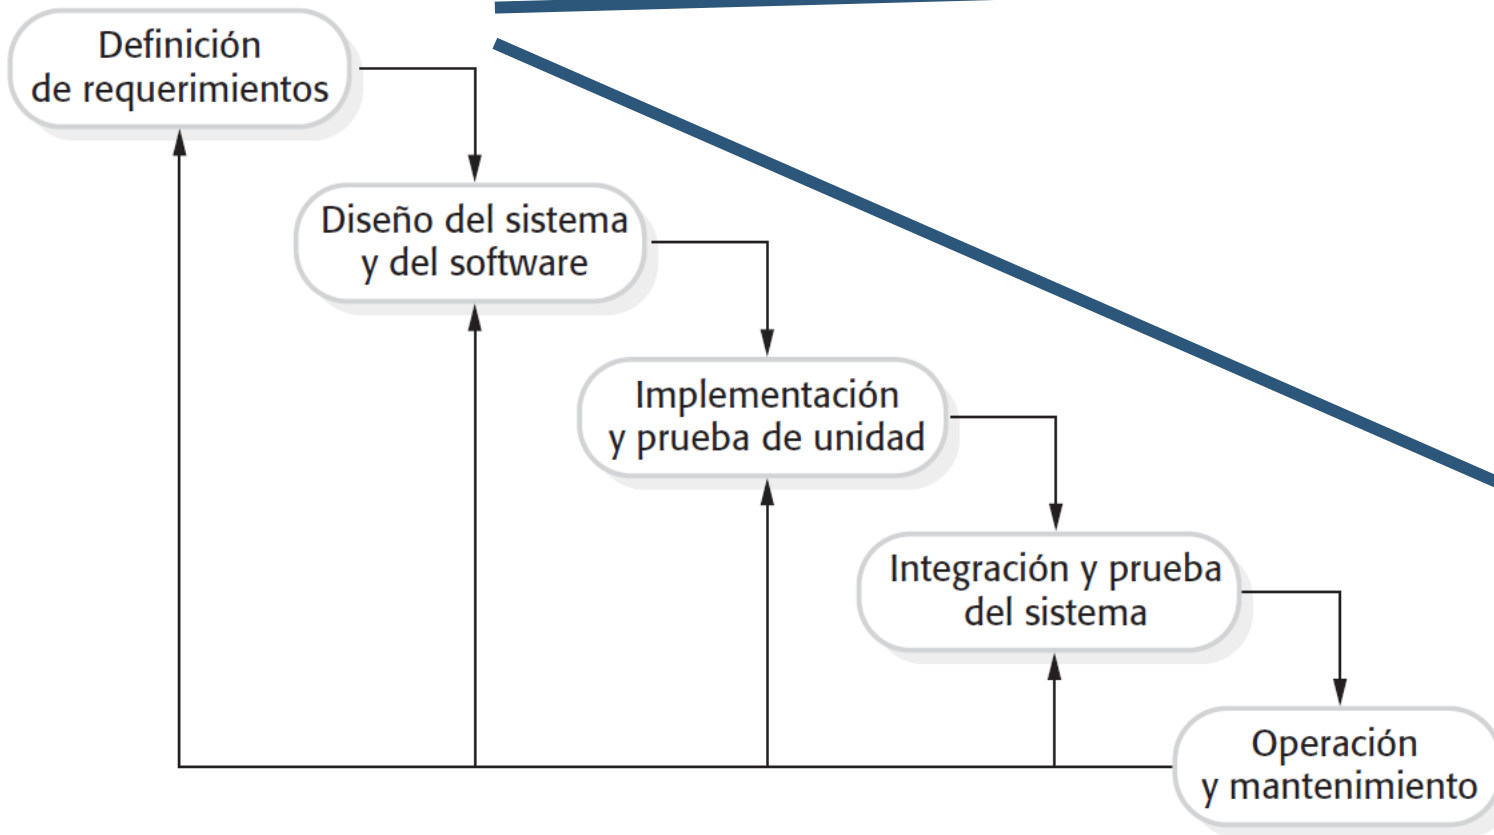 Definición
de requerimientos
Diseño del sistema
y del software
Implementación
y prueba de unidad
Integración y prueba
del sistema
Operación
y mantenimiento